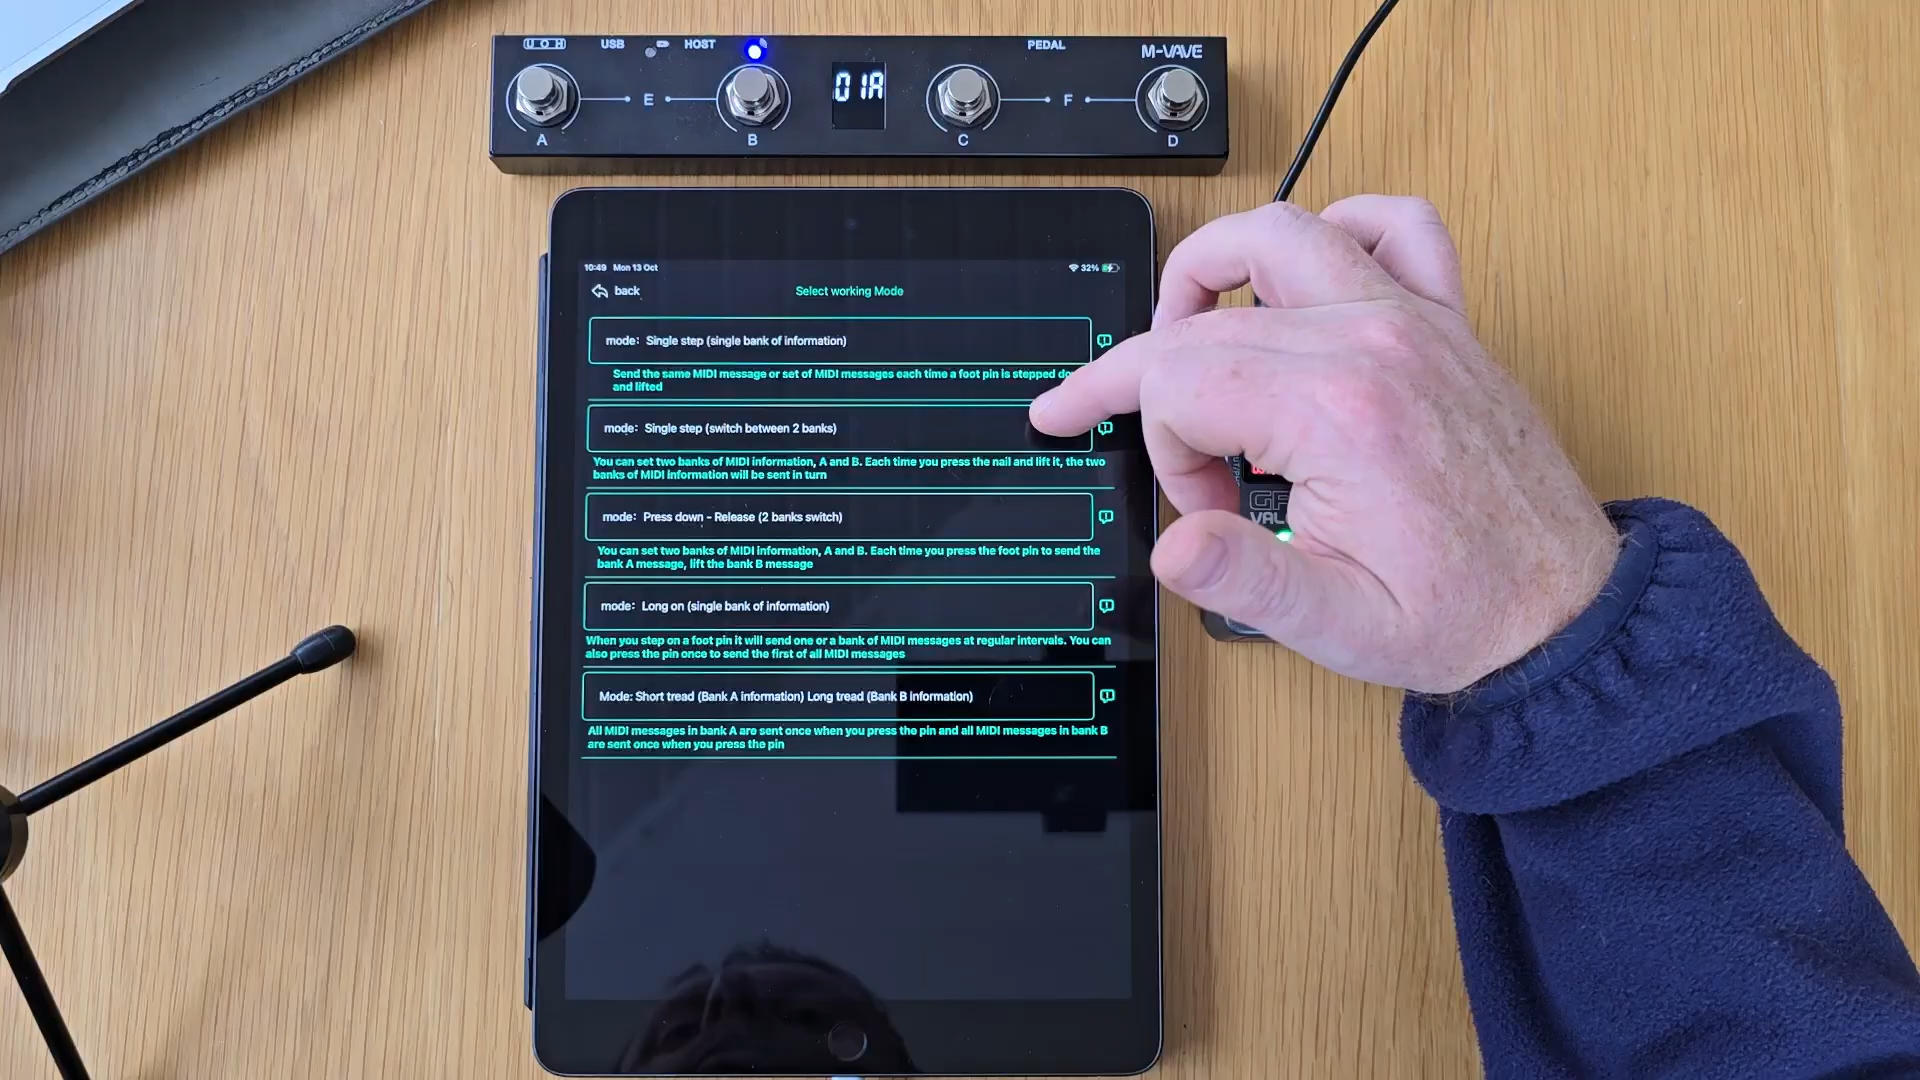 USB
HOST
PEDAL
M-VAVE
01A
E
F
A
B
C
D
10:49 Mon 13 Oct
32%
back
Select working Mode
mode: Single step (single bank of information)
Send the same MIDI message or set of MIDI messages each time a foot pin is stepped
and lifted
mode: Single step (switch between 2 banks)
You can set two banks of MIDI information, A and B. Each time you press the nail and lift it, the two
banks of MIDI information will be sent in turn
mode: Press down - Release (2 banks switch)
You can set two banks of MIDI information, A and B. Each time you press the foot pin to send the
bank A message, lift the bank B message
mode: Long on (single bank of information)
When you step on a foot pin it will send one or a bank of MIDI messages at regular intervals. You can
also press the pin once to send the first of all MIDI messages
Mode: Short tread (Bank A information) Long tread (Bank B information)
All MIDI messages in bank A are sent once when you press the pin and all MIDI messages in bank B
are sent once when you press the pin